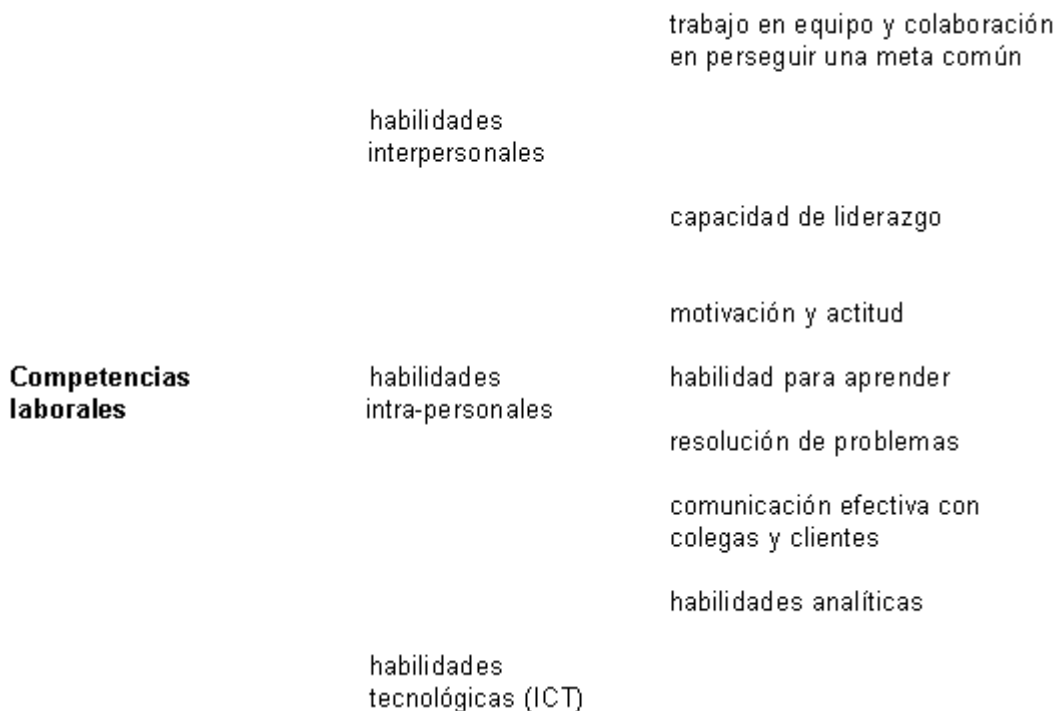 trabajo en equipo y colaboración
en perseguir una meta común
habilidades
interpersonales
capacidad de liderazgo
motivación y actitud
Competencias
laborales
habilidades
intra-personales
habilidad para aprender
resolución de problemas
comunicación efectiva con
colegas y clientes
habilidades analíticas
habilidades
tecnológicas (ICT)